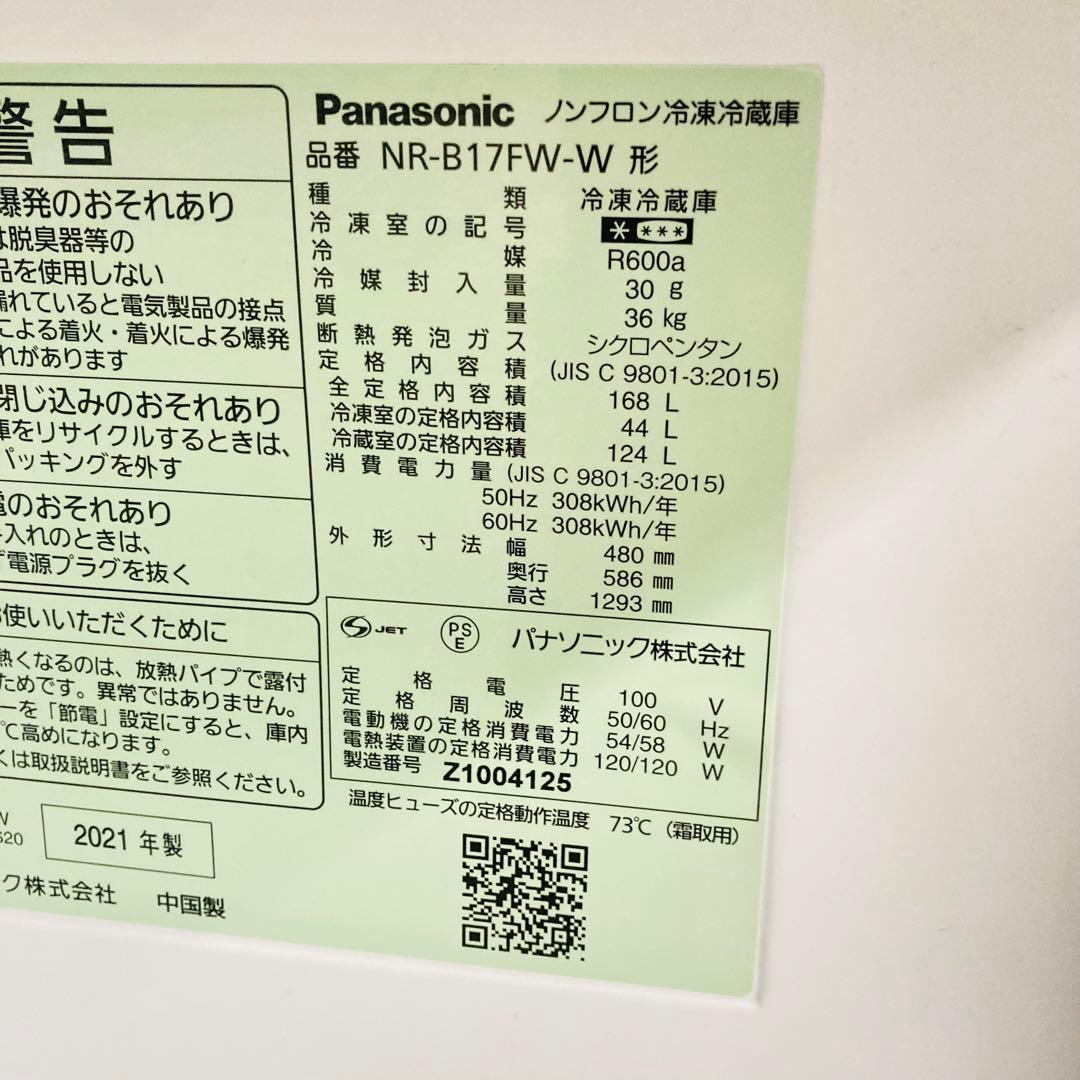 警告
爆発のおそれあり
は脱臭器等の
品を使用しない
漏れていると電気製品の接点
による着火・着火による爆発
れがあります
閉じ込みのおそれあり
庫をリサイクルするときは、
パッキングを外す
電のおそれあり
手入れのときは、
ず電源プラグを抜く
お使いいただくために
熱くなるのは、放熱パイプで露付
ためです。異常ではありません。
ーを「節電」設定にすると、庫内
℃高めになります。
くは取扱説明書をご参照ください。
W
620
2021 年製
ック株式会社 中国製
Panasonic ノンフロン冷凍冷蔵庫
品番 NR-B17FW-W 形
種類 冷凍冷蔵庫
冷凍室の記号 * ***
冷媒 R600a
冷媒封入量 30 g
質量 36 kg
断熱発泡ガス シクロペンタン
定格内容積 (JIS C 9801-3:2015)
全定格内容積 168 L
冷凍室の定格内容積 44 L
冷蔵室の定格内容積 124 L
消費電力量 (JIS C 9801-3:2015)
50Hz 308kWh/年
60Hz 308kWh/年
外形寸法 幅 480 mm
奥行 586 mm
高さ 1293 mm
S JET PSE パナソニック株式会社
定格電圧 100 V
定格周波数 50/60 Hz
電動機の定格消費電力 54/58 W
電熱装置の定格消費電力 120/120 W
製造番号 Z1004125
温度ヒューズの定格動作温度 73℃（霜取用）